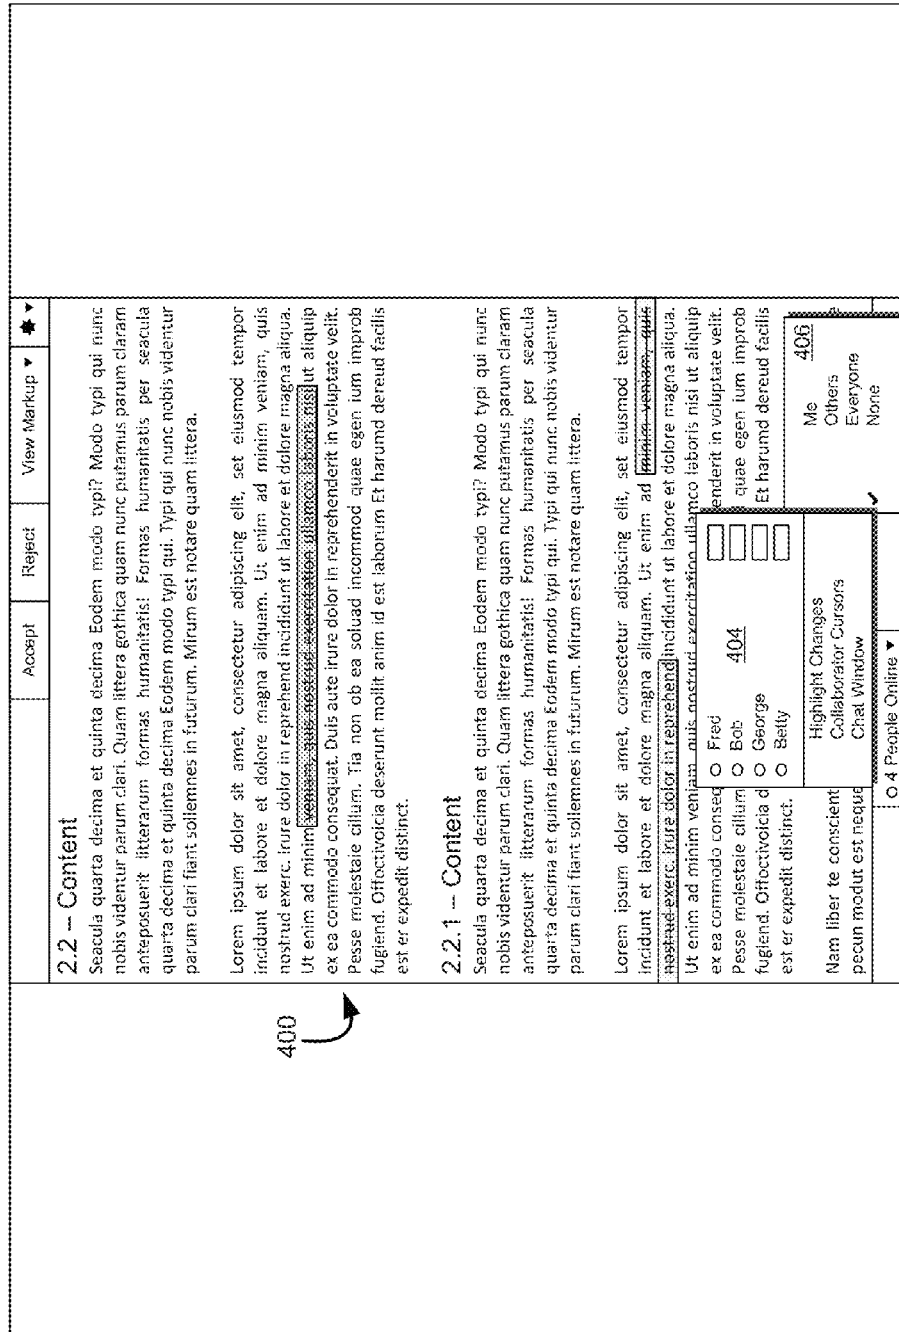 Accept
Reject
View Markup ▼
2.2 – Content
Seacula quarta decima et quinta decima Eodem modo typi? Modo typi qui nunc
nobis videntur parum clari. Quam littera gothica quam nunc putamus parum claram
anteposuerit litterarum formas humanitatis! Formas humanitatis per seacula
quarta decima et quinta decima Eodem modo typi qui. Typi qui nunc nobis videntur
parum clari fiant sollemnes in futurum. Mirum est notare quam littera.
Lorem ipsum dolor sit amet, consectetur adipiscing elit, set eiusmod tempor
incidunt et labore et dolore magna aliquam. Ut enim ad minim veniam, quis
nostrud exerc. Irure dolor in reprehend incididunt ut labore et dolore magna aliqua.
Ut enim ad minim veniam, quis nostrud exercitation ullamco laboris nisi ut aliquip
ex ea commodo consequat. Duis aute irure dolor in reprehenderit in voluptate velit.
Pesse molestaie cillum. Tia non ob ea soluad incommod quae egen ium improb
fugiend. Offoctivoicia deserunt mollit anim id est laborum Et harumd dereud facilis
est er expedit distinct.
400
2.2.1 – Content
Seacula quarta decima et quinta decima Eodem modo typi? Modo typi qui nunc
nobis videntur parum clari. Quam littera gothica quam nunc putamus parum claram
anteposuerit litterarum formas humanitatis! Formas humanitatis per seacula
quarta decima et quinta decima Eodem modo typi qui. Typi qui nunc nobis videntur
parum clari fiant sollemnes in futurum. Mirum est notare quam littera.
Lorem ipsum dolor sit amet, consectetur adipiscing elit, set eiusmod tempor
incidunt et labore et dolore magna aliquam. Ut enim ad minim veniam, quis
nostrud exerc. Irure dolor in reprehend incididunt ut labore et dolore magna aliqua.
Ut enim ad minim veniam quis nostrud exercitation ullamco laboris nisi ut aliquip
ex ea commodo conseq enderit in voluptate velit.
Pesse molestaie cillum quae egen ium improb
fugiend. Offoctivoicia d Et harumd dereud facilis
est er expedit distinct.
Nam liber te conscient
pecun modut est neque
Fred
Bob
George
Betty
404
Highlight Changes
Collaborator Cursors
Chat Window
406
Me
Others
Everyone
None
4 People Online ▼